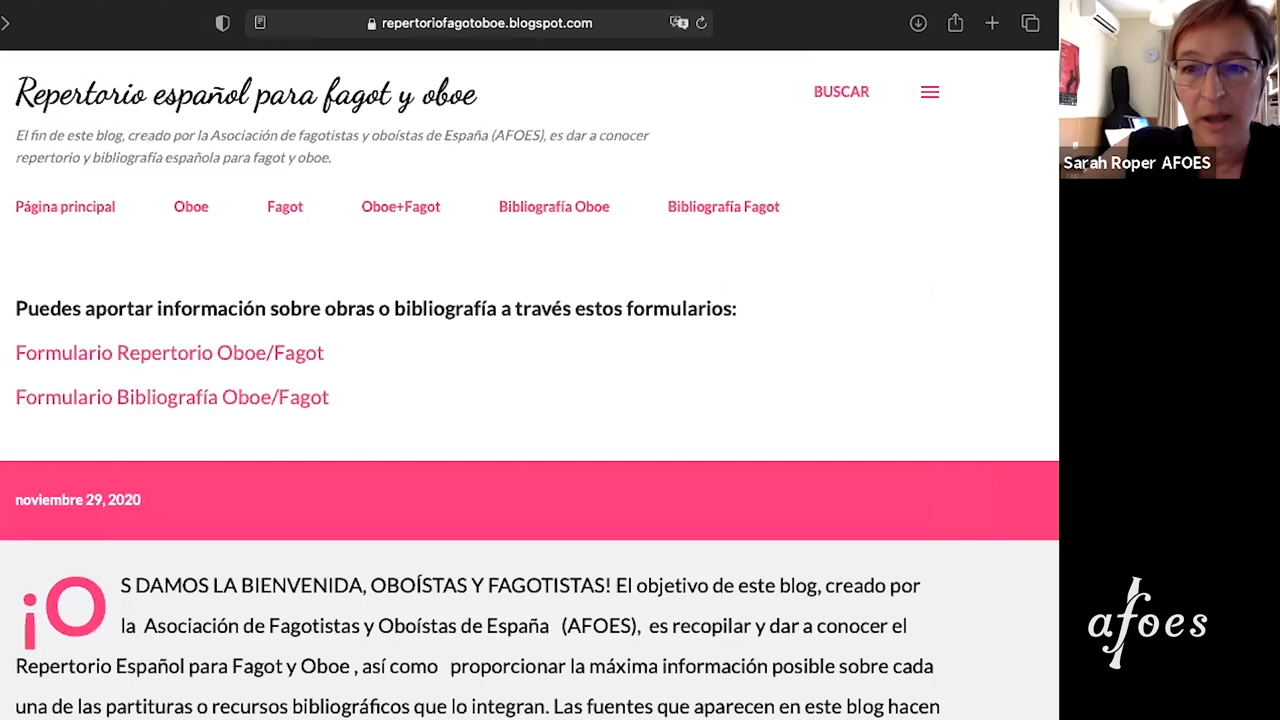 repertoriofagotoboe.blogspot.com
Repertorio español para fagot y oboe
BUSCAR
El fin de este blog, creado por la Asociación de fagotistas y oboístas de España (AFOES), es dar a conocer
repertorio y bibliografía española para fagot y oboe.
Sarah Roper AFOES
Página principal Oboe Fagot Oboe+Fagot Bibliografía Oboe Bibliografía Fagot
Puedes aportar información sobre obras o bibliografía a través estos formularios:
Formulario Repertorio Oboe/Fagot
Formulario Bibliografía Oboe/Fagot
noviembre 29, 2020
¡OS DAMOS LA BIENVENIDA, OBOÍSTAS Y FAGOTISTAS! El objetivo de este blog, creado por
la Asociación de Fagotistas y Oboístas de España (AFOES), es recopilar y dar a conocer el
Repertorio Español para Fagot y Oboe , así como proporcionar la máxima información posible sobre cada
una de las partituras o recursos bibliográficos que lo integran. Las fuentes que aparecen en este blog hacen
afoes